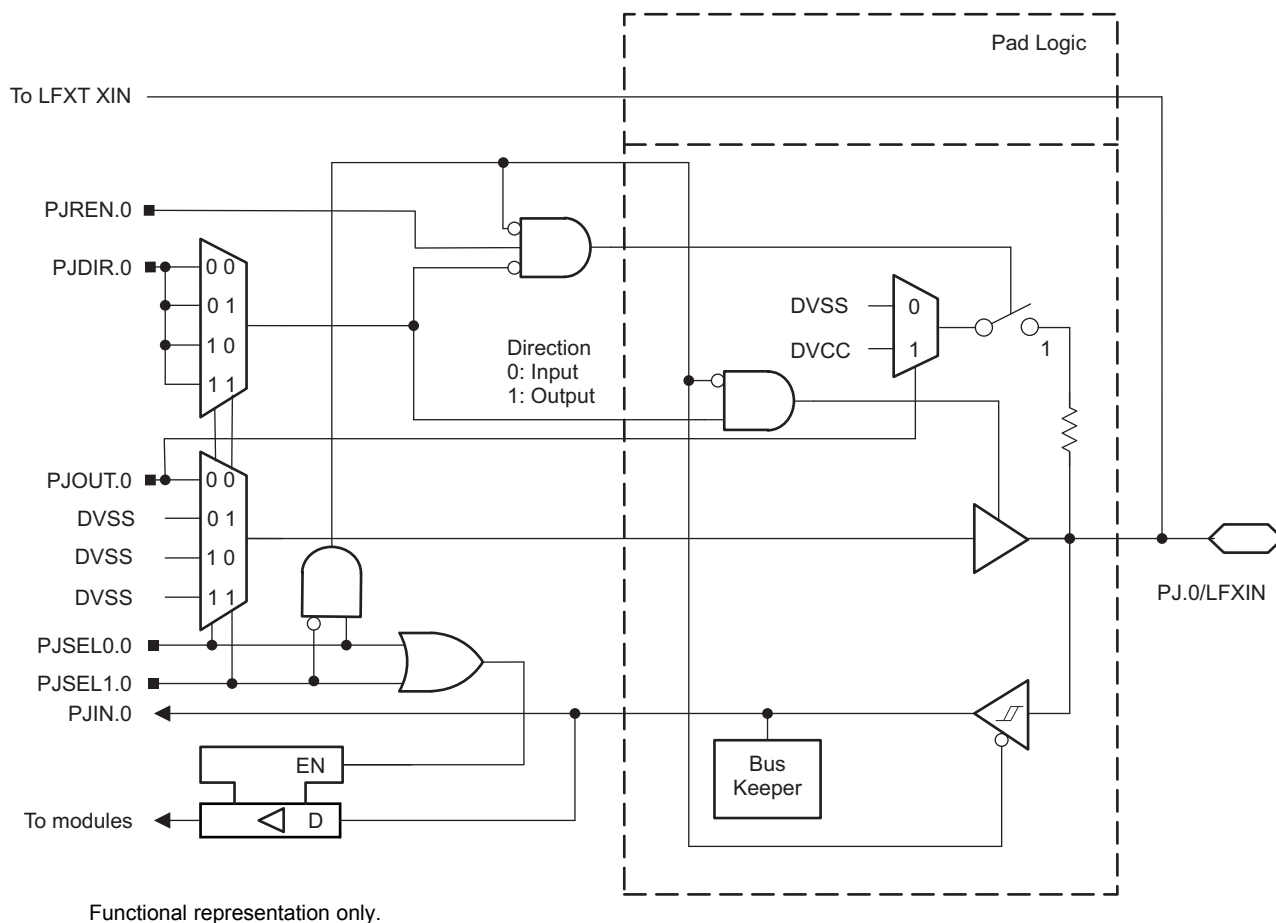 Pad Logic
To LFXT XIN
PJREN.0
PJDIR.0
0 0
0 1
1 0
1 1
Direction
0: Input
1: Output
DVSS
0
DVCC
1
1
PJOUT.0
0 0
DVSS
0 1
DVSS
1 0
DVSS
1 1
PJ.0/LFXIN
PJSEL0.0
PJSEL1.0
PJIN.0
EN
Bus
Keeper
To modules
D
Functional representation only.